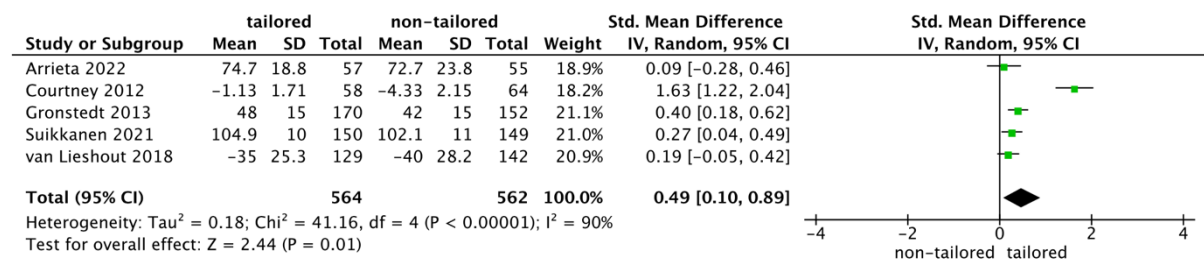 tailored non-tailored Std. Mean Difference Std. Mean Difference
Study or Subgroup Mean SD Total Mean SD Total Weight IV, Random, 95% CI IV, Random, 95% CI
Arrieta 2022 74.7 18.8 57 72.7 23.8 55 18.9% 0.09 [-0.28, 0.46]
Courtney 2012 -1.13 1.71 58 -4.33 2.15 64 18.2% 1.63 [1.22, 2.04]
Gronstedt 2013 48 15 170 42 15 152 21.1% 0.40 [0.18, 0.62]
Suikkanen 2021 104.9 10 150 102.1 11 149 21.0% 0.27 [0.04, 0.49]
van Lieshout 2018 -35 25.3 129 -40 28.2 142 20.9% 0.19 [-0.05, 0.42]
Total (95% CI) 564 562 100.0% 0.49 [0.10, 0.89]
Heterogeneity: Tau² = 0.18; Chi² = 41.16, df = 4 (P < 0.00001); I² = 90%
Test for overall effect: Z = 2.44 (P = 0.01)
-4 -2 0 2 4
non-tailored tailored